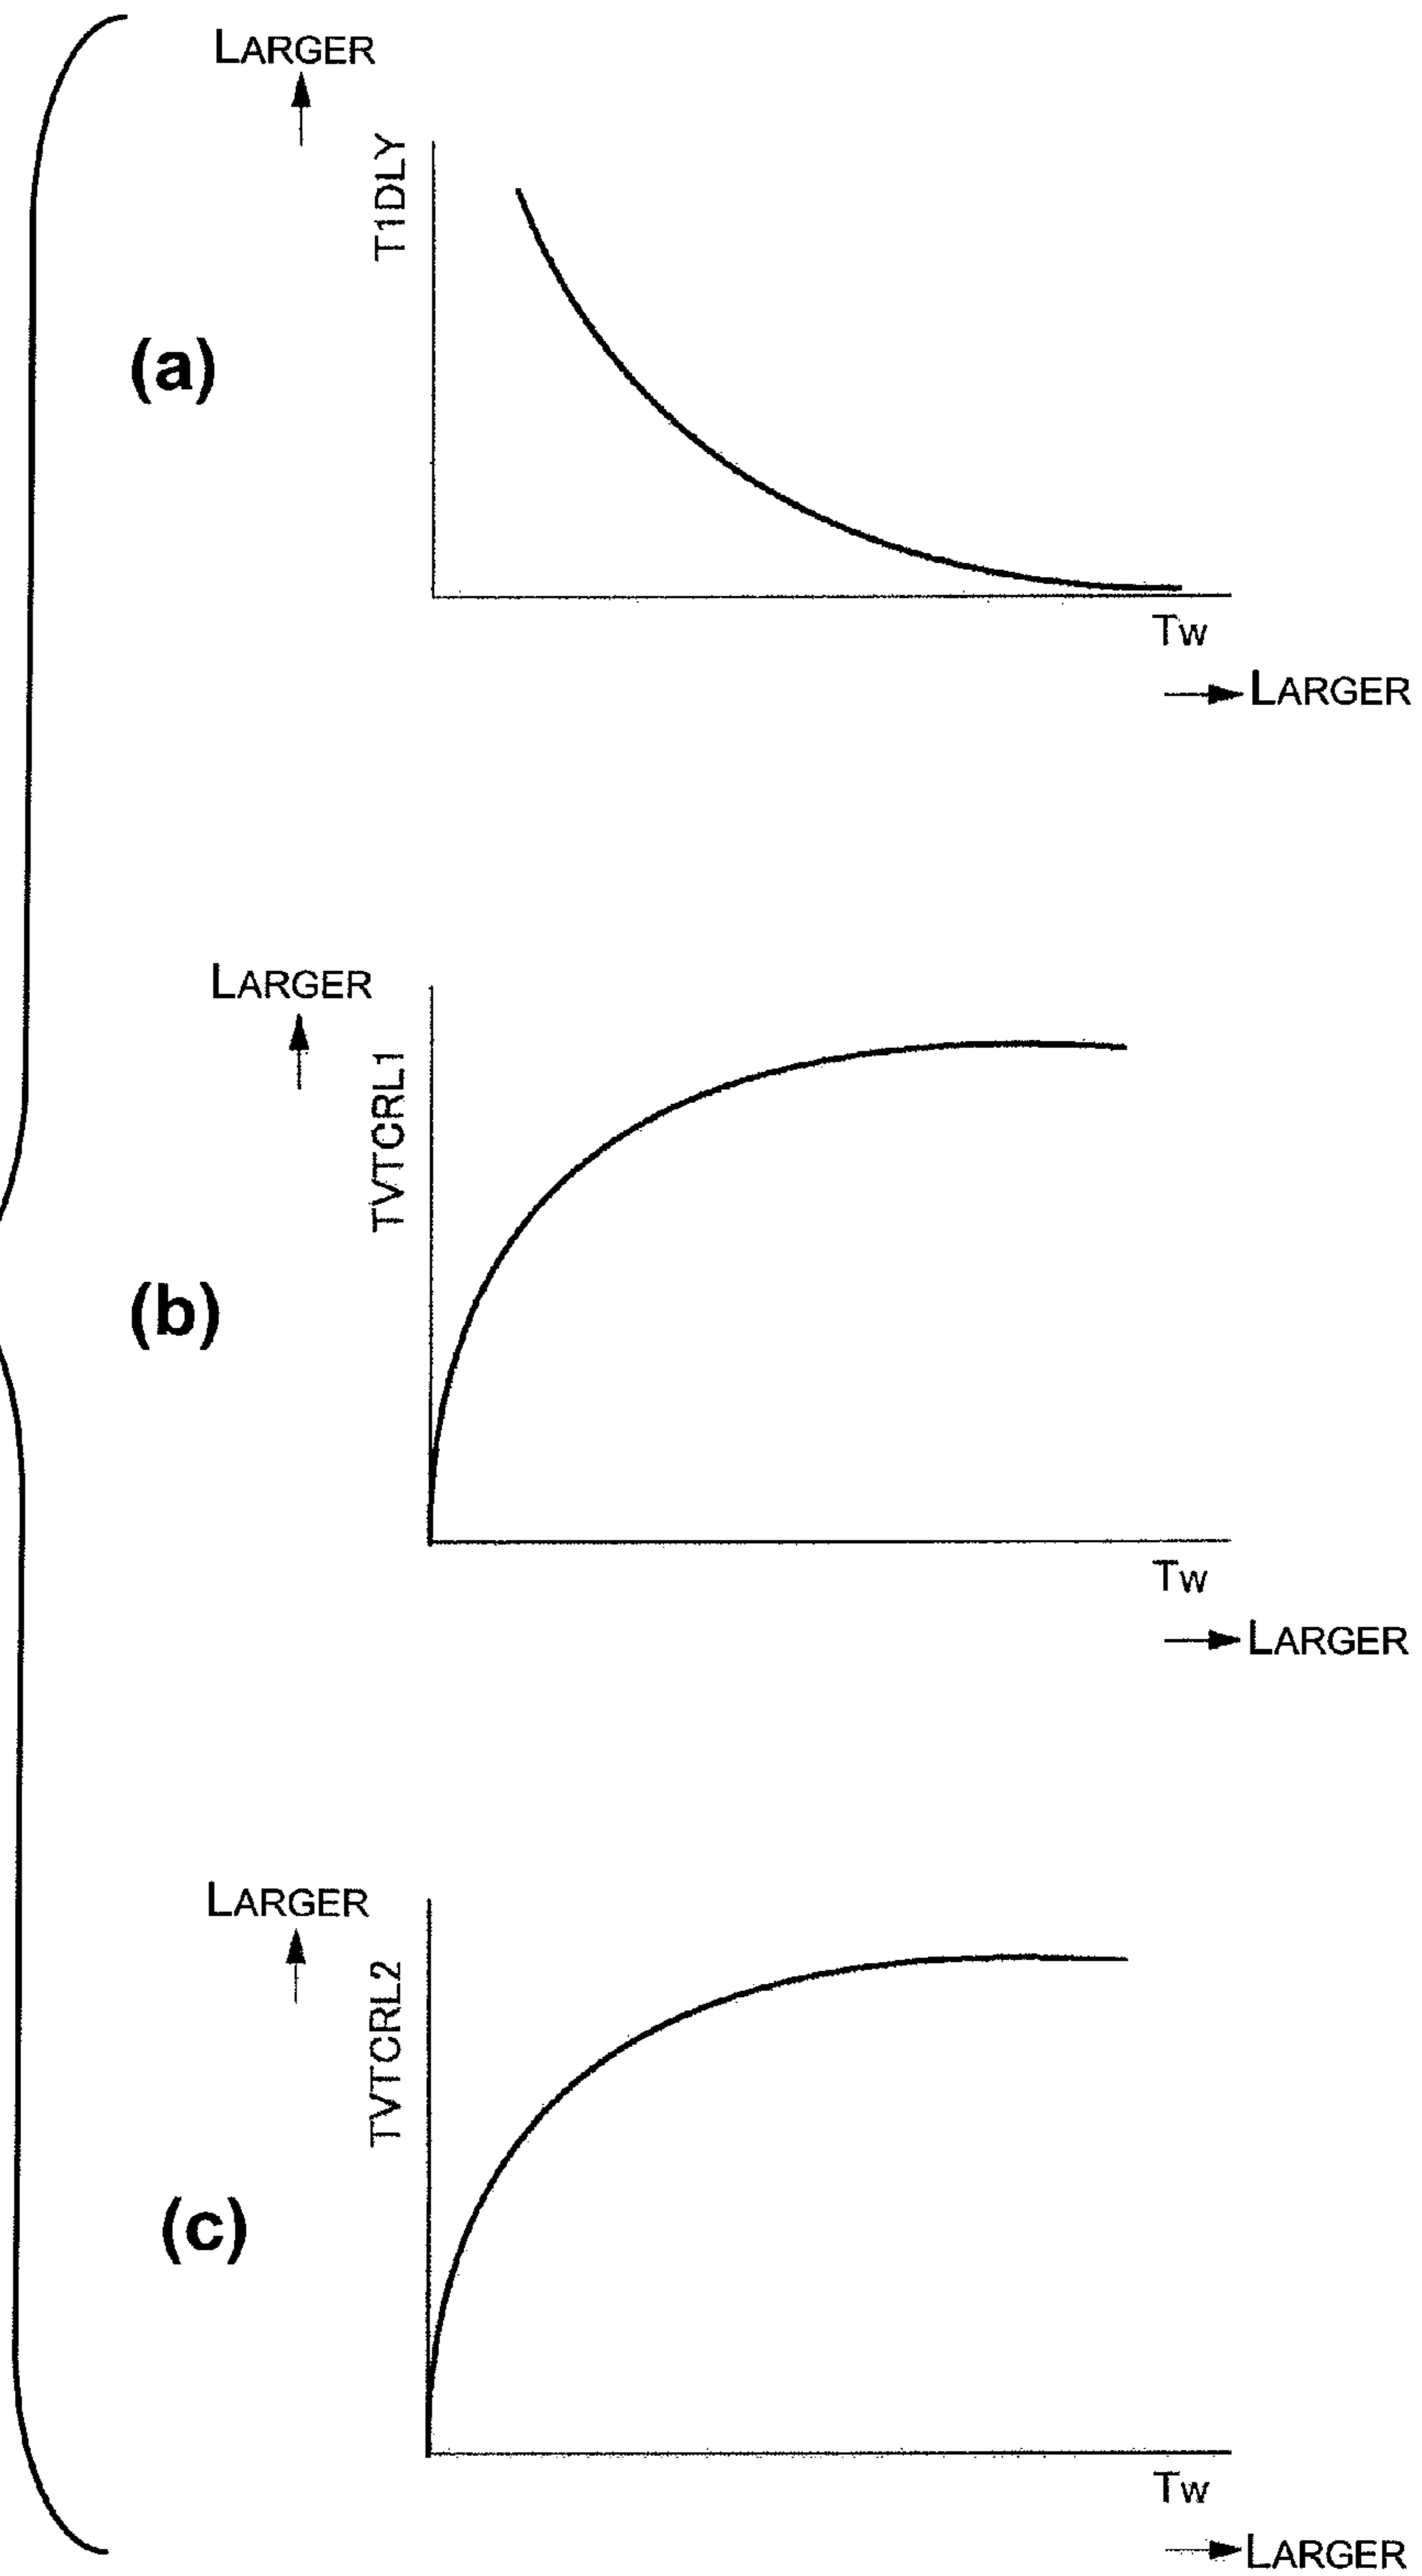 LARGER
T1DLY
(a)
Tw
LARGER
LARGER
TVTCRL1
(b)
Tw
LARGER
LARGER
TVTCRL2
(c)
Tw
LARGER